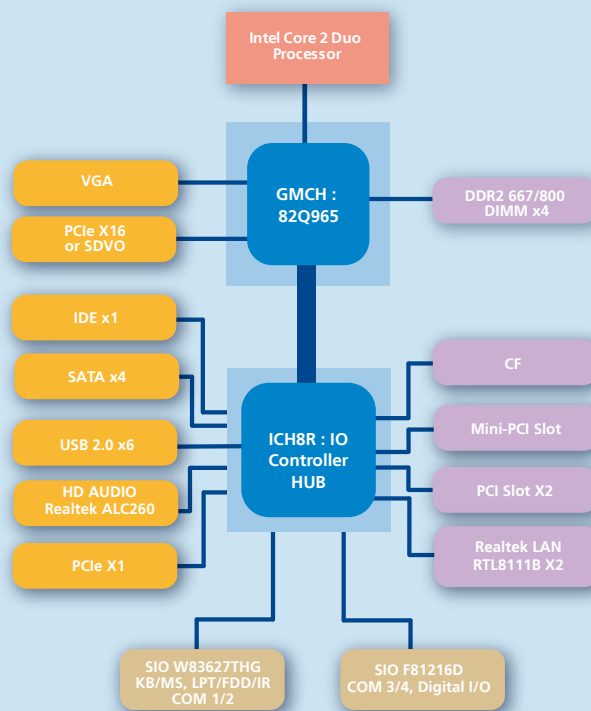 Intel Core 2 Duo
Processor
GMCH :
82Q965
VGA
PCIe X16
or SDVO
DDR2 667/800
DIMM x4
IDE x1
SATA x4
USB 2.0 x6
HD AUDIO
Realtek ALC260
PCIe X1
ICH8R : IO
Controller
HUB
CF
Mini-PCI Slot
PCI Slot X2
Realtek LAN
RTL8111B X2
SIO W83627THG
KB/MS, LPT/FDD/IR
COM 1/2
SIO F81216D
COM 3/4, Digital I/O